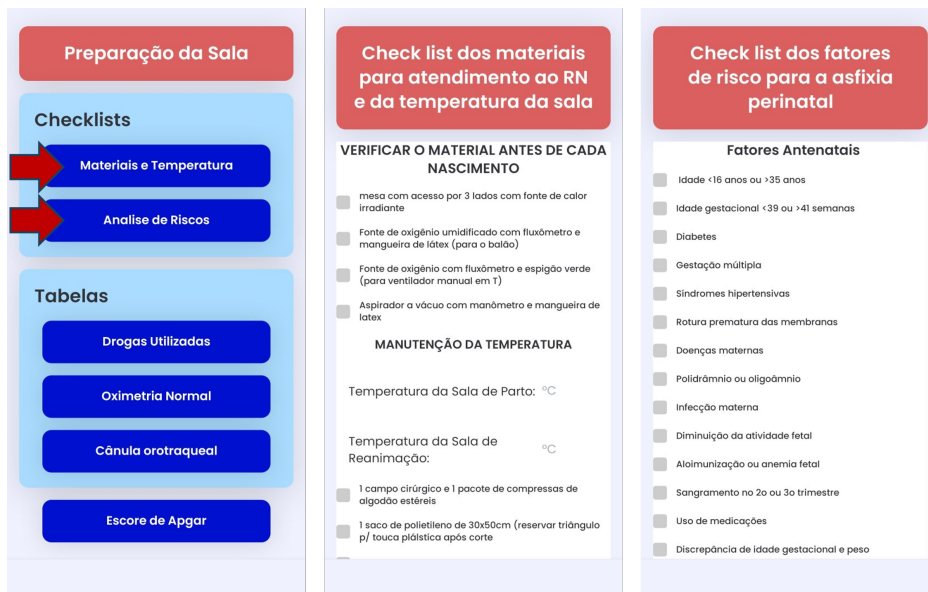 Preparação da Sala
Checklists
Materiais e Temperatura
Analise de Riscos
Tabelas
Drogas Utilizadas
Oximetria Normal
Cânula orotraqueal
Escore de Apgar
Check list dos materiais
para atendimento ao RN
e da temperatura da sala
VERIFICAR O MATERIAL ANTES DE CADA
NASCIMENTO
mesa com acesso por 3 lados com fonte de calor
irradiante
Fonte de oxigênio umidificado com fluxômetro e
mangueira de látex (para o balão)
Fonte de oxigênio com fluxômetro e espigão verde
(para ventilador manual em T)
Aspirador a vácuo com manômetro e mangueira de
latex
MANUTENÇÃO DA TEMPERATURA
Temperatura da Sala de Parto: °C
Temperatura da Sala de
Reanimação: °C
1 campo cirúrgico e 1 pacote de compressas de
algodão estéreis
1 saco de polietileno de 30x50cm (reservar triângulo
p/ touca plálstica após corte
Check list dos fatores
de risco para a asfixia
perinatal
Fatores Antenatais
Idade <16 anos ou >35 anos
Idade gestacional <39 ou >41 semanas
Diabetes
Gestação múltipla
Síndromes hipertensivas
Rotura prematura das membranas
Doenças maternas
Polidrâmnio ou oligoâmnio
Infecção materna
Diminuição da atividade fetal
Aloimunização ou anemia fetal
Sangramento no 2o ou 3o trimestre
Uso de medicações
Discrepância de idade gestacional e peso